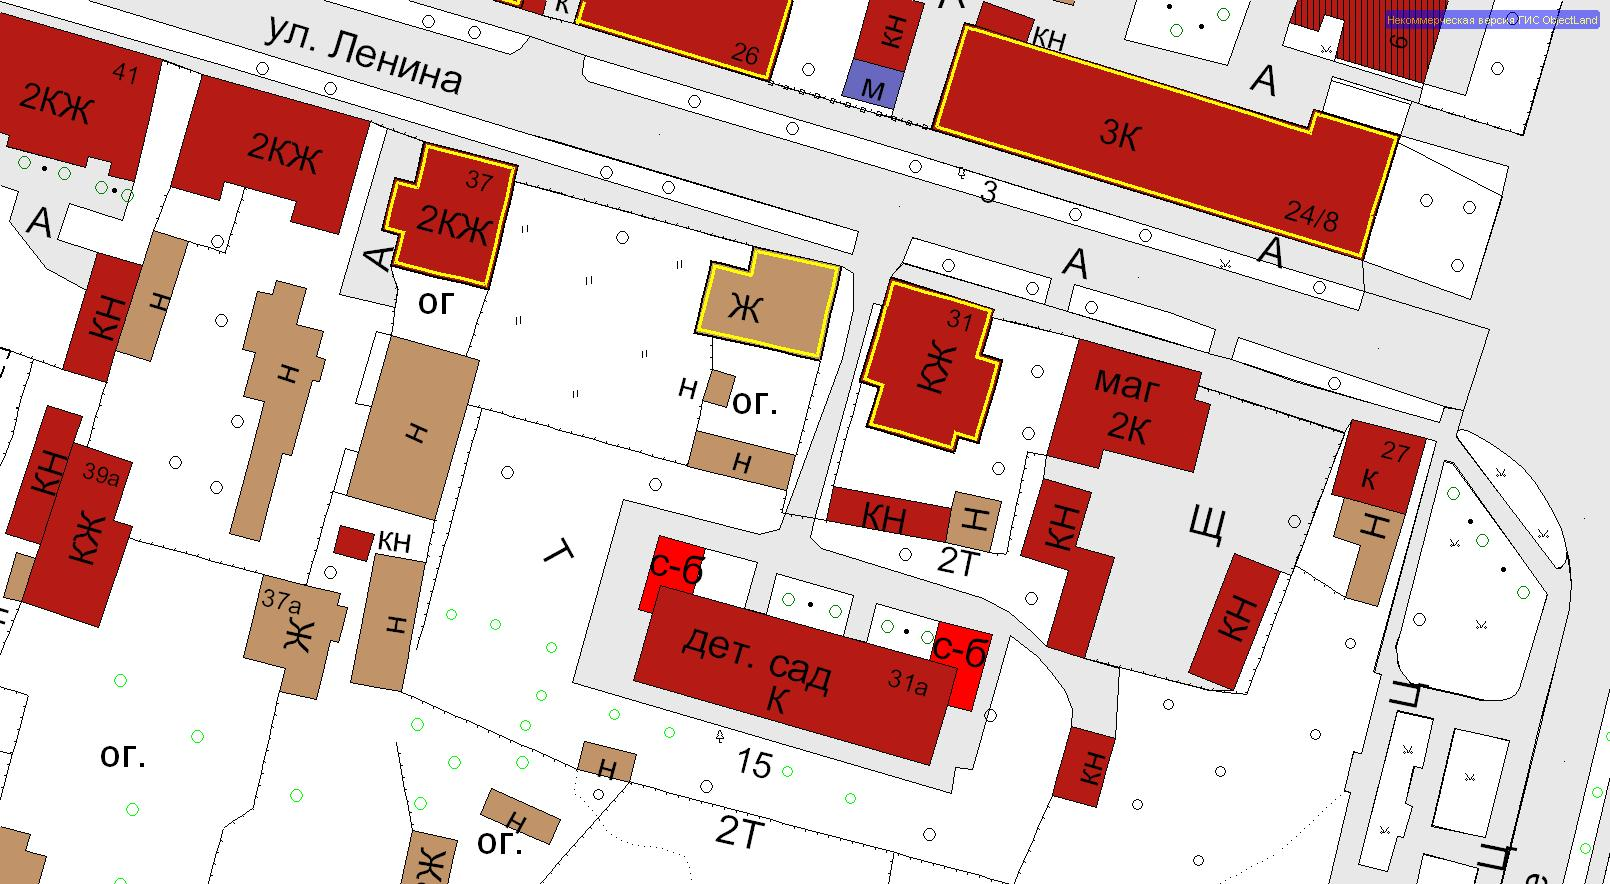 Некоммерческая версия ГИС ObjectLand
ул. Ленина
к
26
кн
м
кн
3К
24/8
А
6
41
2КЖ
2КЖ
37
2КЖ
А
А
ог
3
А
А
Ж
31
КЖ
маг
2К
27
к
Н
КН
н
н
н
н
ог.
н
КН
Н
2Т
КН
Щ
КН
КН
39а
КЖ
кн
37а
Ж
н
Т
с-б
дет. сад
К
31а
с-б
15
2Т
кн
Ц
Ц
ог.
н
н
ог.
Ж